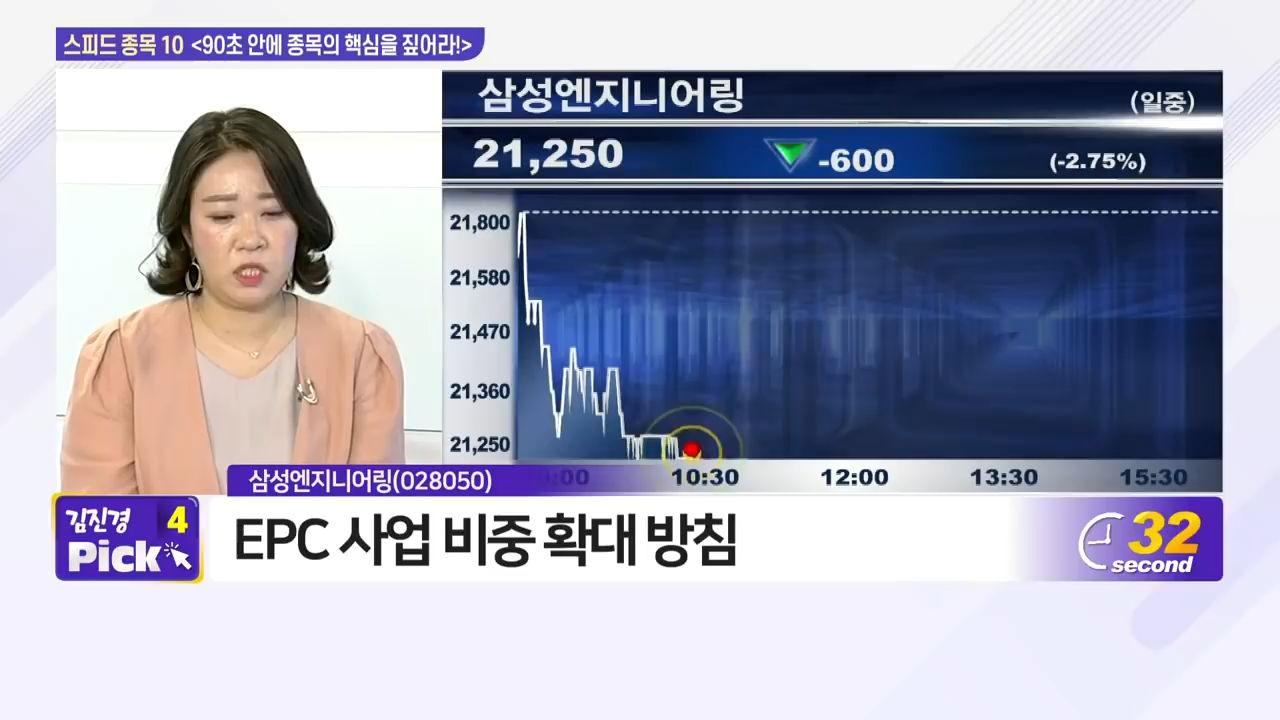 스피드 종목 10 <90초 안에 종목의 핵심을 짚어라!>
삼성엔지니어링
(일중)
21,250
-600
(-2.75%)
21,800
21,580
21,470
21,360
21,250
10:30
12:00
13:30
15:30
삼성엔지니어링(028050)
김진경 4
Pick
EPC 사업 비중 확대 방침
32
second